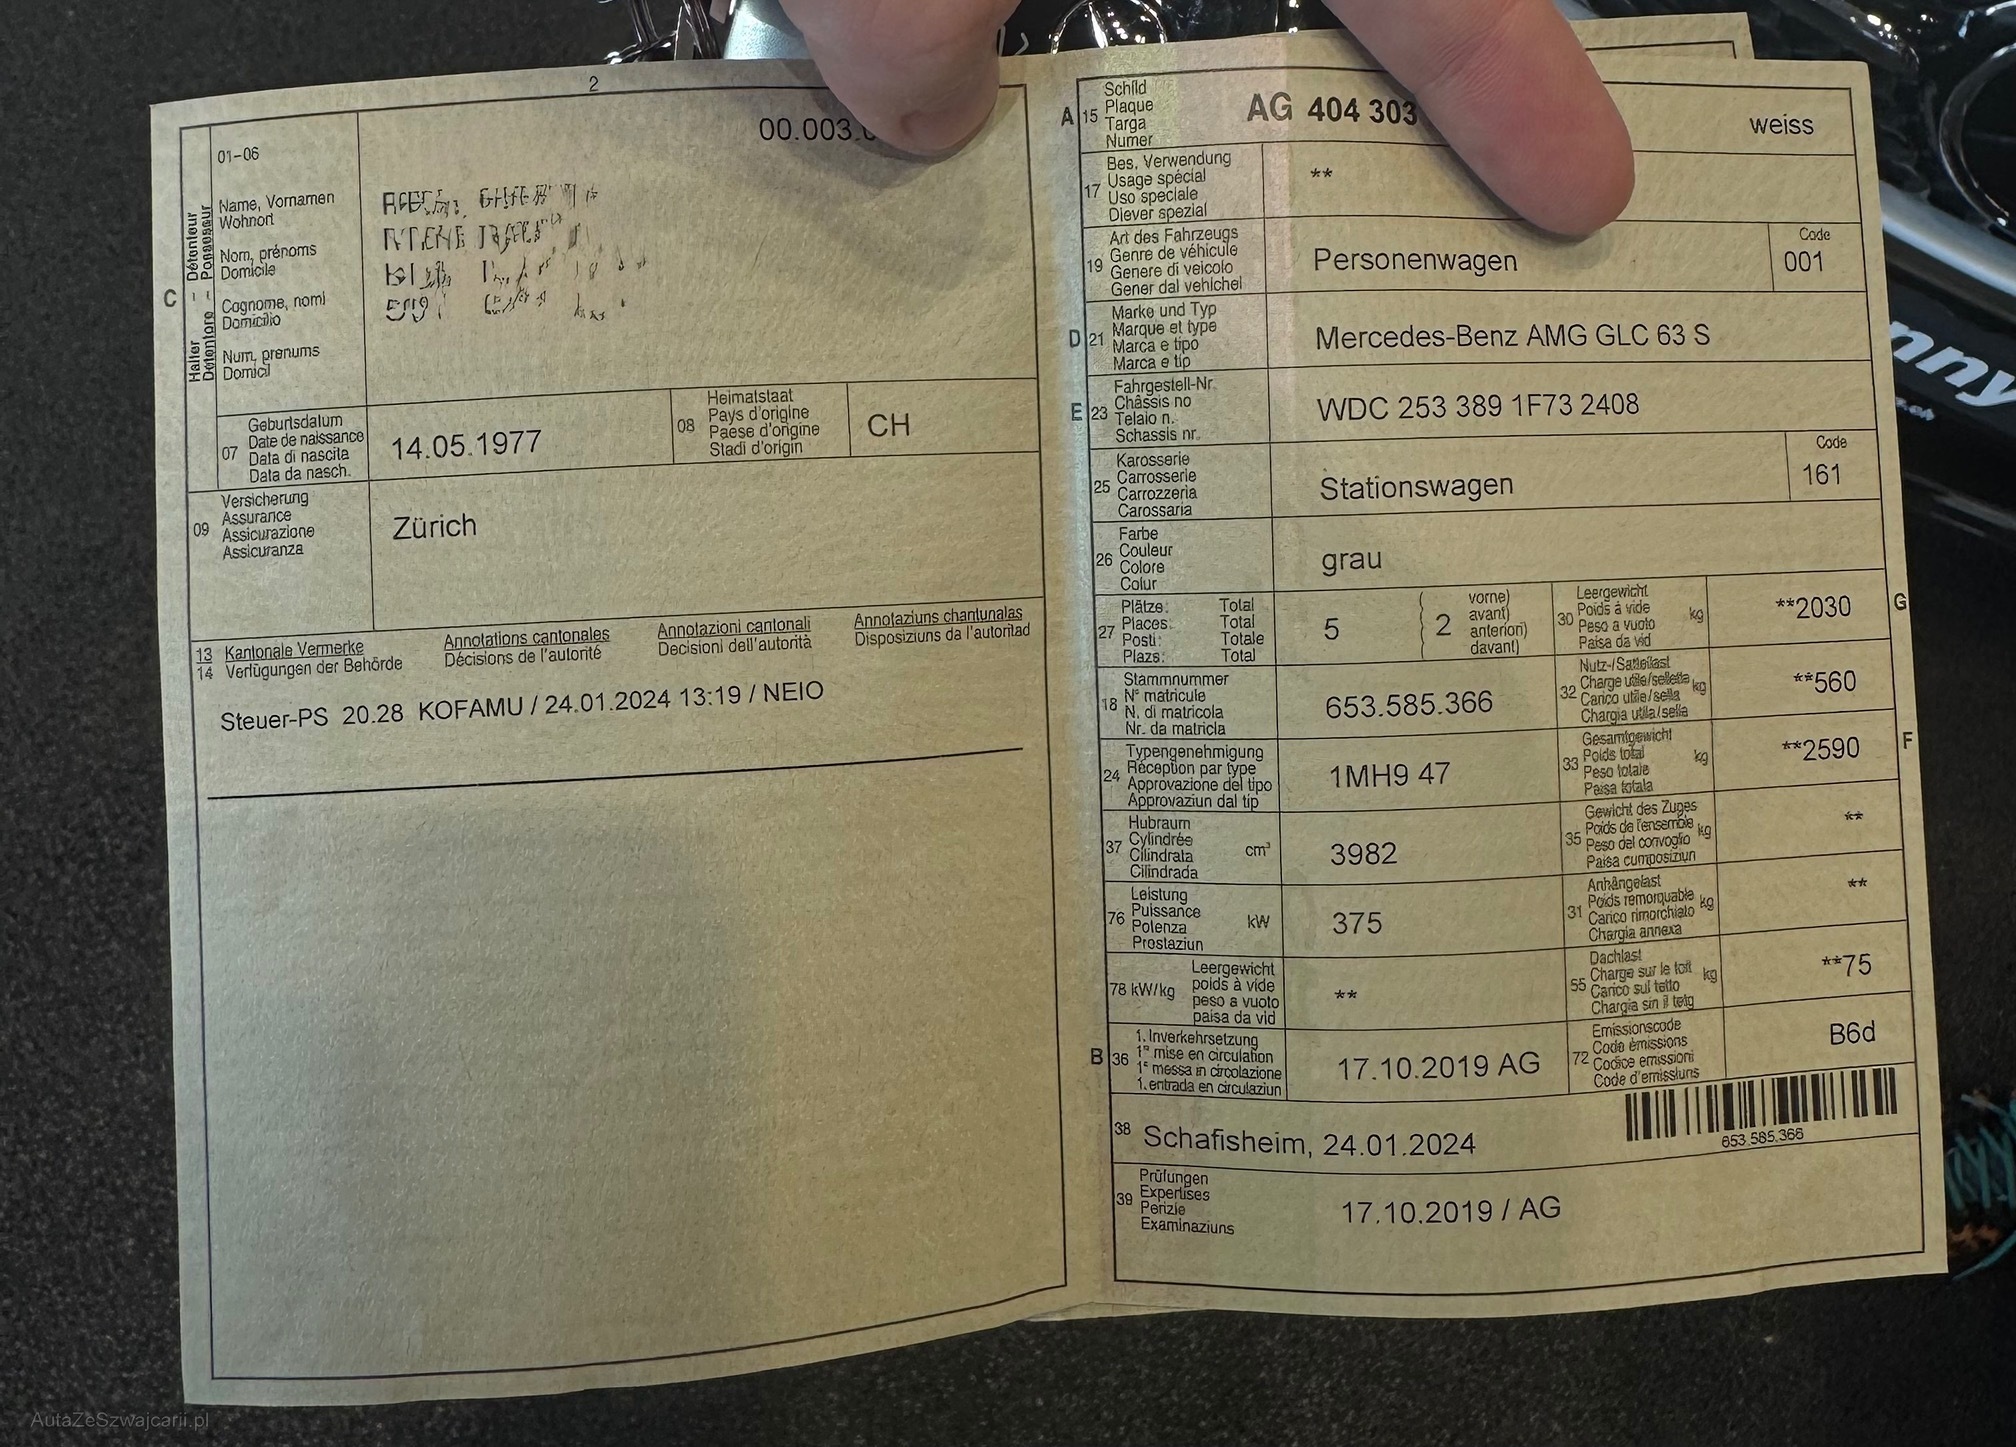 2
00.003.
01-06
Name, Vornamen
Wohnort
Nom, prénoms
Domicile
Cognome, nomi
Domicilio
Num, prenums
Domicil
C
Halter – Détenteur
Detentore – Possessur
07
Geburtsdatum
Date de naissance
Data di nascita
Data da nasch.
14.05.1977
08
Heimatstaat
Pays d'origine
Paese d'origine
Stadi d'origin
CH
09
Versicherung
Assurance
Assicurazione
Assicuranza
Zürich
13 Kantonale Vermerke
14 Verfügungen der Behörde
Annotations cantonales
Décisions de l'autorité
Annotazioni cantonali
Decisioni dell'autorità
Annotaziuns chantunalas
Disposiziuns da l'autoritad
Steuer-PS 20.28 KOFAMU / 24.01.2024 13:19 / NEIO
A 15
Schild
Plaque
Targa
Numer
AG 404 303
weiss
17
Bes. Verwendung
Usage spécial
Uso speciale
Diever spezial
**
19
Art des Fahrzeugs
Genre de véhicule
Genere di veicolo
Gener dal vehichel
Personenwagen
Code
001
D 21
Marke und Typ
Marque et type
Marca e tipo
Marca e tip
Mercedes-Benz AMG GLC 63 S
E 23
Fahrgestell-Nr.
Châssis no
Telaio n.
Schassis nr.
WDC 253 389 1F73 2408
25
Karosserie
Carrosserie
Carrozzeria
Carossaria
Stationswagen
Code
161
26
Farbe
Couleur
Colore
Colur
grau
27
Plätze: Total
Places: Total
Posti: Totale
Plazs: Total
5
2
vorne)
avant)
anteriori)
davant)
30
Leergewicht
Poids à vide
Peso a vuoto
Paisa da vid
kg
**2030
G
18
Stammnummer
N° matricule
N. di matricola
Nr. da matricla
653.585.366
32
Nutz-/Sattellast
Charge utile/sellette
Carico utile/sella
Chargia utila/sella
kg
**560
24
Typengenehmigung
Réception par type
Approvazione del tipo
Approvaziun dal tip
1MH9 47
33
Gesamtgewicht
Poids total
Peso totale
Paisa totala
kg
**2590
F
37
Hubraum
Cylindrée
Cilindrata
Cilindrada
cm³
3982
35
Gewicht des Zuges
Poids de l'ensemble
Peso del convoglio
Paisa cumposiziun
kg
**
76
Leistung
Puissance
Potenza
Prestaziun
kW
375
31
Anhängelast
Poids remorquable
Carico rimorchiato
Chargia annexa
kg
**
78 kW/kg
Leergewicht
poids à vide
peso a vuoto
paisa da vid
**
55
Dachlast
Charge sur le toit
Carico sul tetto
Chargia sin il tetg
kg
**75
B 36
1. Inverkehrsetzung
1re mise en circulation
1a messa in circolazione
1. entrada en circulaziun
17.10.2019 AG
72
Emissionscode
Code émissions
Codice emissioni
Code d'emissiuns
B6d
38
Schafisheim, 24.01.2024
653.585.366
39
Prüfungen
Expertises
Perizie
Examinaziuns
17.10.2019 / AG
AutaZeSzwajcarii.pl